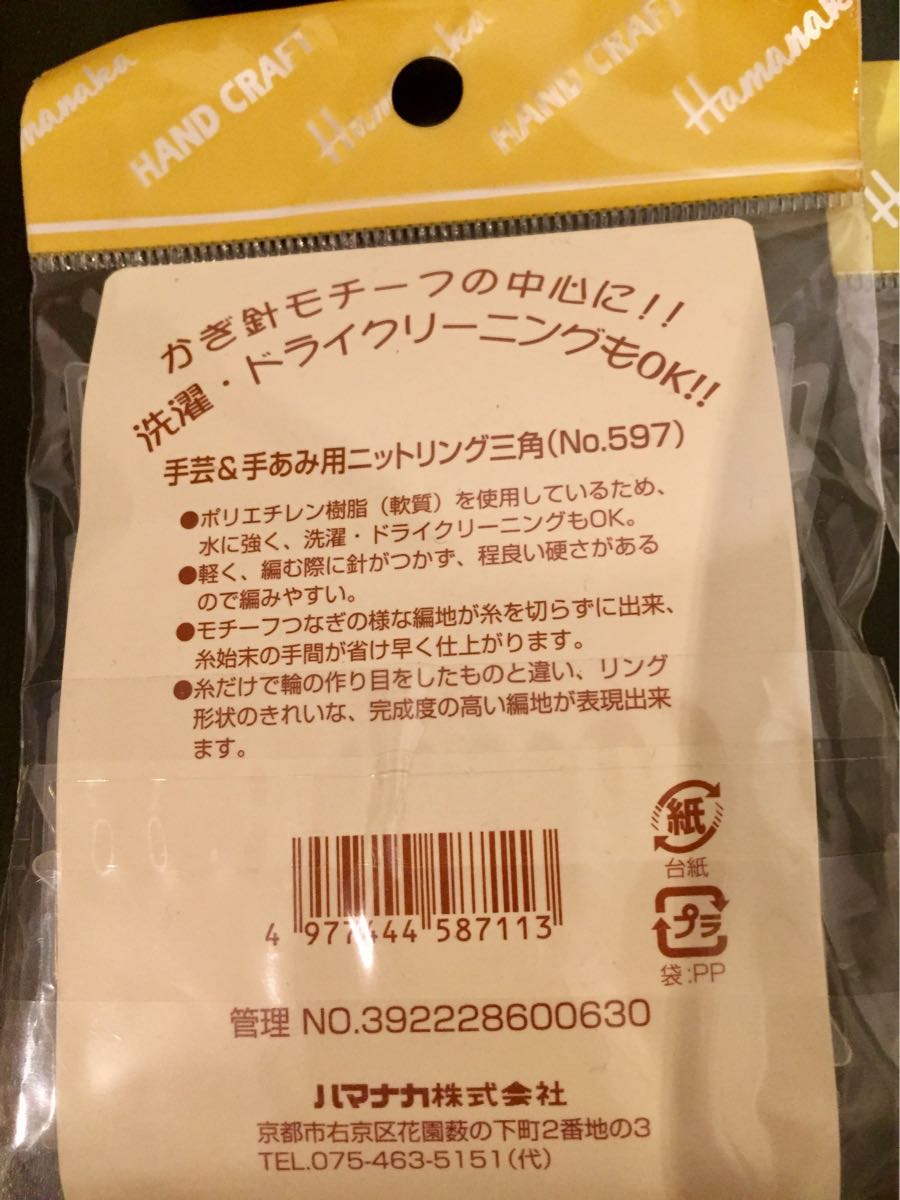 HAND CRAFT
HAND CRAFT
Hamanaka
かぎ針モチーフの中心に!!
洗濯・ドライクリーニングもOK!!
手芸&手あみ用ニットリング三角(No.597)
●ポリエチレン樹脂(軟質)を使用しているため、
水に強く、洗濯・ドライクリーニングもOK。
●軽く、編む際に針がつかず、程良い硬さがある
ので編みやすい。
●モチーフつなぎの様な編地が糸を切らずに出来、
糸始末の手間が省け早く仕上がります。
●糸だけで輪の作り目をしたものと違い、リング
形状のきれいな、完成度の高い編地が表現出来
ます。
紙
台紙
プラ
袋:PP
4 977444 587113
管理 NO.392228600630
ハマナカ株式会社
京都市右京区花園薮の下町2番地の3
TEL.075-463-5151(代)